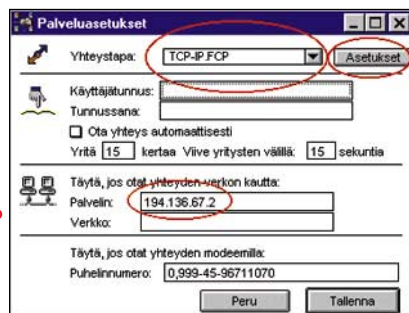 Palveluasetukset
Yhteystapa: TCP-IP.FCP Asetukset
Käyttäjätunnus:
Tunnussana:
Ota yhteys automaattisesti
Yritä 15 kertaa Viive yritysten välillä: 15 sekuntia
Täytä, jos otat yhteyden verkon kautta:
Palvelin: 194.136.67.2
Verkko:
Täytä, jos otat yhteyden modeemilla:
Puhelinnumero: 0,999-45-96711070
Peru Tallenna